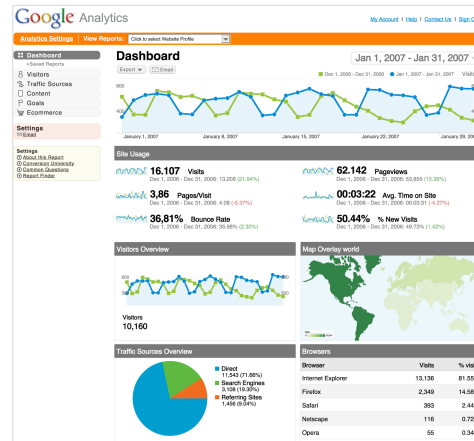 Google Analytics
My Account | Help | Contact Us | Sign O
Analytics Settings | View Reports: Click to select Website Profile
Dashboard
Saved Reports
Visitors
Traffic Sources
Content
Goals
Ecommerce
Settings
Email
Settings
About this Report
Conversion University
Common Questions
Report Finder
Dashboard
Jan 1, 2007 - Jan 31, 2007
Export
Email
Dec 1, 2006 - Dec 31, 2006 Jan 1, 2007 - Jan 31, 2007 Visits
800
400
January 1, 2007 January 8, 2007 January 15, 2007 January 22, 2007 January 29, 200
Site Usage
16.107 Visits
Dec 1, 2006 - Dec 31, 2006: 13,209 (21.94%)
62.142 Pageviews
Dec 1, 2006 - Dec 31, 2006: 53,855 (15.39%)
3,86 Pages/Visit
Dec 1, 2006 - Dec 31, 2006: 4.08 (-5.37%)
00:03:22 Avg. Time on Site
Dec 1, 2006 - Dec 31, 2006: 00:03:31 (-4.27%)
36,81% Bounce Rate
Dec 1, 2006 - Dec 31, 2006: 35.98% (2.30%)
50.44% % New Visits
Dec 1, 2006 - Dec 31, 2006: 49.73% (1.42%)
Visitors Overview
600
300
Visitors
10,160
Map Overlay world
Traffic Sources Overview
Direct
11,543 (71.66%)
Search Engines
3,108 (19.30%)
Referring Sites
1,456 (9.04%)
Browsers
Browser Visits % visi
Internet Explorer 13,136 81.55
Firefox 2,349 14.58
Safari 393 2.44
Netscape 116 0.72
Opera 55 0.34